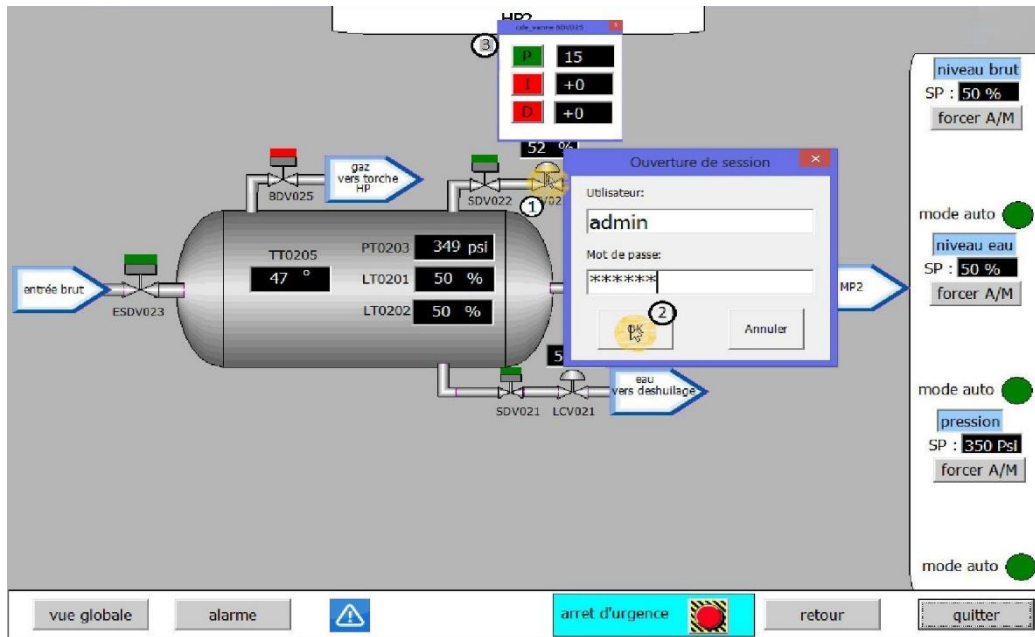 HP2
3
P 15
I +0
D +0
52 %
niveau brut
SP : 50 %
forcer A/M
gaz
vers torche
HP
BDV025
SDV022
1
Ouverture de session
Utilisateur:
admin
Mot de passe:
******
OK
2
Annuler
mode auto
niveau eau
SP : 50 %
forcer A/M
TT0205
47 °
PT0203 349 psi
LT0201 50 %
LT0202 50 %
entrée brut
ESDV023
MP2
eau
vers deshuilage
SDV021
LCV021
mode auto
pression
SP : 350 Psi
forcer A/M
mode auto
vue globale
alarme
arret d'urgence
retour
quitter